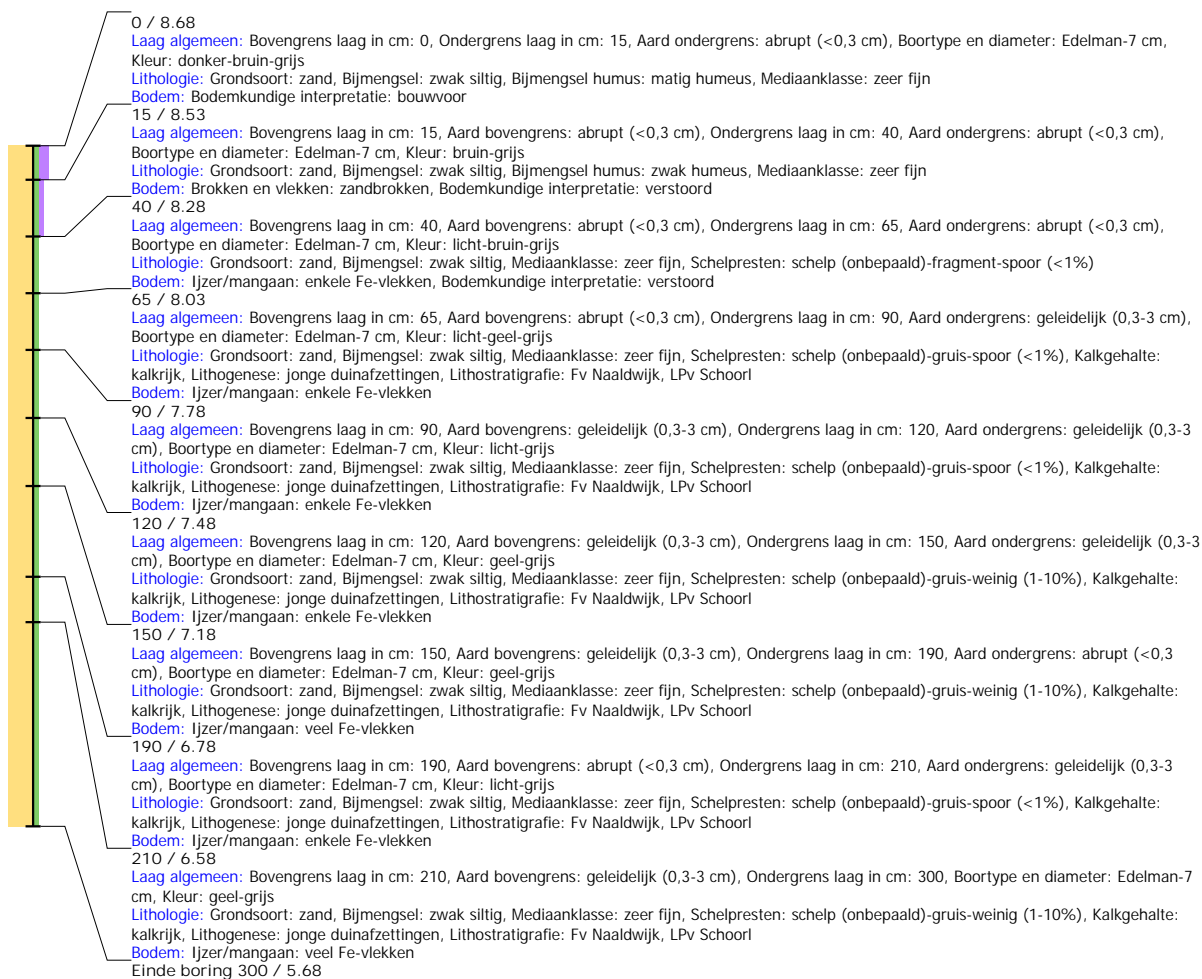 0 / 8.68
Laag algemeen: Bovengrens laag in cm: 0, Ondergrens laag in cm: 15, Aard ondergrens: abrupt (<0,3 cm), Boortype en diameter: Edelman-7 cm,
Kleur: donker-bruin-grijs
Lithologie: Grondsoort: zand, Bijmengsel: zwak siltig, Bijmengsel humus: matig humeus, Mediaanklasse: zeer fijn
Bodem: Bodemkundige interpretatie: bouwvoor
15 / 8.53
Laag algemeen: Bovengrens laag in cm: 15, Aard bovengrens: abrupt (<0,3 cm), Ondergrens laag in cm: 40, Aard ondergrens: abrupt (<0,3 cm),
Boortype en diameter: Edelman-7 cm, Kleur: bruin-grijs
Lithologie: Grondsoort: zand, Bijmengsel: zwak siltig, Bijmengsel humus: zwak humeus, Mediaanklasse: zeer fijn
Bodem: Brokken en vlekken: zandbrokken, Bodemkundige interpretatie: verstoord
40 / 8.28
Laag algemeen: Bovengrens laag in cm: 40, Aard bovengrens: abrupt (<0,3 cm), Ondergrens laag in cm: 65, Aard ondergrens: abrupt (<0,3 cm),
Boortype en diameter: Edelman-7 cm, Kleur: licht-bruin-grijs
Lithologie: Grondsoort: zand, Bijmengsel: zwak siltig, Mediaanklasse: zeer fijn, Schelpresten: schelp (onbepaald)-fragment-spoor (<1%)
Bodem: Ijzer/mangaan: enkele Fe-vlekken, Bodemkundige interpretatie: verstoord
65 / 8.03
Laag algemeen: Bovengrens laag in cm: 65, Aard bovengrens: abrupt (<0,3 cm), Ondergrens laag in cm: 90, Aard ondergrens: geleidelijk (0,3-3 cm),
Boortype en diameter: Edelman-7 cm, Kleur: licht-geel-grijs
Lithologie: Grondsoort: zand, Bijmengsel: zwak siltig, Mediaanklasse: zeer fijn, Schelpresten: schelp (onbepaald)-gruis-spoor (<1%), Kalkgehalte:
kalkrijk, Lithogenese: jonge duinafzettingen, Lithostratigrafie: Fv Naaldwijk, LPv Schoorl
Bodem: Ijzer/mangaan: enkele Fe-vlekken
90 / 7.78
Laag algemeen: Bovengrens laag in cm: 90, Aard bovengrens: geleidelijk (0,3-3 cm), Ondergrens laag in cm: 120, Aard ondergrens: geleidelijk (0,3-3
cm), Boortype en diameter: Edelman-7 cm, Kleur: licht-grijs
Lithologie: Grondsoort: zand, Bijmengsel: zwak siltig, Mediaanklasse: zeer fijn, Schelpresten: schelp (onbepaald)-gruis-spoor (<1%), Kalkgehalte:
kalkrijk, Lithogenese: jonge duinafzettingen, Lithostratigrafie: Fv Naaldwijk, LPv Schoorl
Bodem: Ijzer/mangaan: enkele Fe-vlekken
120 / 7.48
Laag algemeen: Bovengrens laag in cm: 120, Aard bovengrens: geleidelijk (0,3-3 cm), Ondergrens laag in cm: 150, Aard ondergrens: geleidelijk (0,3-3
cm), Boortype en diameter: Edelman-7 cm, Kleur: geel-grijs
Lithologie: Grondsoort: zand, Bijmengsel: zwak siltig, Mediaanklasse: zeer fijn, Schelpresten: schelp (onbepaald)-gruis-weinig (1-10%), Kalkgehalte:
kalkrijk, Lithogenese: jonge duinafzettingen, Lithostratigrafie: Fv Naaldwijk, LPv Schoorl
Bodem: Ijzer/mangaan: enkele Fe-vlekken
150 / 7.18
Laag algemeen: Bovengrens laag in cm: 150, Aard bovengrens: geleidelijk (0,3-3 cm), Ondergrens laag in cm: 190, Aard ondergrens: abrupt (<0,3
cm), Boortype en diameter: Edelman-7 cm, Kleur: geel-grijs
Lithologie: Grondsoort: zand, Bijmengsel: zwak siltig, Mediaanklasse: zeer fijn, Schelpresten: schelp (onbepaald)-gruis-weinig (1-10%), Kalkgehalte:
kalkrijk, Lithogenese: jonge duinafzettingen, Lithostratigrafie: Fv Naaldwijk, LPv Schoorl
Bodem: Ijzer/mangaan: veel Fe-vlekken
190 / 6.78
Laag algemeen: Bovengrens laag in cm: 190, Aard bovengrens: abrupt (<0,3 cm), Ondergrens laag in cm: 210, Aard ondergrens: geleidelijk (0,3-3
cm), Boortype en diameter: Edelman-7 cm, Kleur: licht-grijs
Lithologie: Grondsoort: zand, Bijmengsel: zwak siltig, Mediaanklasse: zeer fijn, Schelpresten: schelp (onbepaald)-gruis-spoor (<1%), Kalkgehalte:
kalkrijk, Lithogenese: jonge duinafzettingen, Lithostratigrafie: Fv Naaldwijk, LPv Schoorl
Bodem: Ijzer/mangaan: enkele Fe-vlekken
210 / 6.58
Laag algemeen: Bovengrens laag in cm: 210, Aard bovengrens: geleidelijk (0,3-3 cm), Ondergrens laag in cm: 300, Boortype en diameter: Edelman-7
cm, Kleur: geel-grijs
Lithologie: Grondsoort: zand, Bijmengsel: zwak siltig, Mediaanklasse: zeer fijn, Schelpresten: schelp (onbepaald)-gruis-weinig (1-10%), Kalkgehalte:
kalkrijk, Lithogenese: jonge duinafzettingen, Lithostratigrafie: Fv Naaldwijk, LPv Schoorl
Bodem: Ijzer/mangaan: veel Fe-vlekken
Einde boring 300 / 5.68